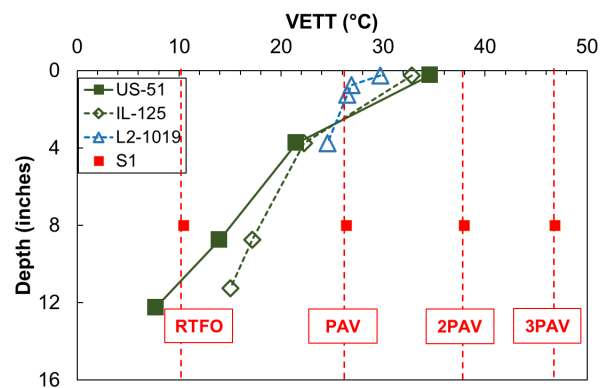 VETT (°C)
0 10 20 30 40 50
0
US-51
IL-125
L2-1019
S1
4
8
12
16
Depth (inches)
RTFO PAV 2PAV 3PAV